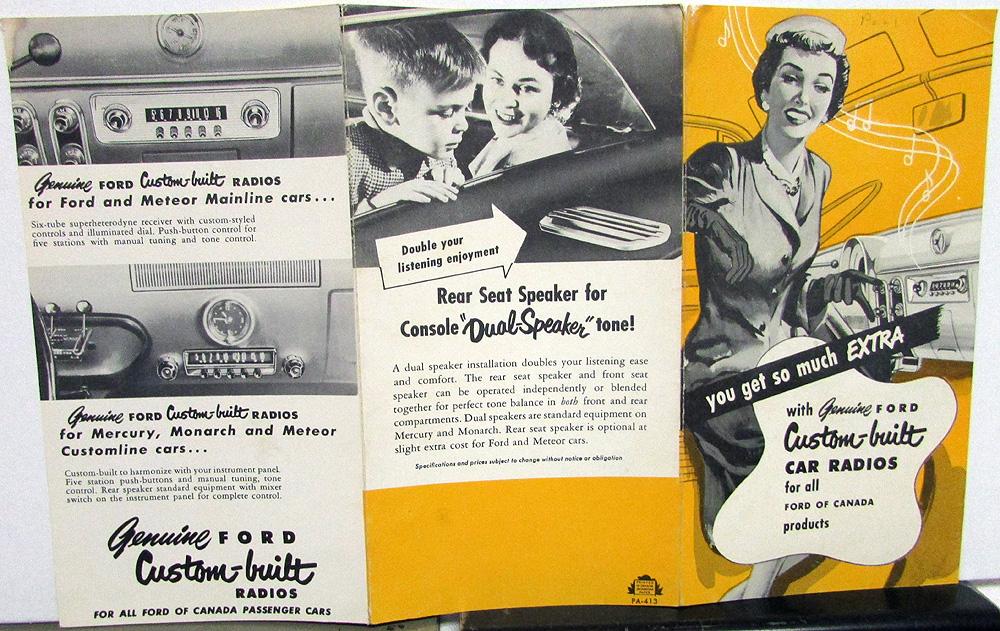 Genuine FORD Custom-built RADIOS
for Ford and Meteor Mainline cars...
Six-tube superheterodyne receiver with custom-styled
controls and illuminated dial. Push-button control for
five stations with manual tuning and tone control.
Genuine FORD Custom-built RADIOS
for Mercury, Monarch and Meteor
Customline cars...
Custom-built to harmonize with your instrument panel.
Five station push-buttons and manual tuning, tone
control. Rear speaker standard equipment with mixer
switch on the instrument panel for complete control.
Genuine FORD
Custom-built
RADIOS
FOR ALL FORD OF CANADA PASSENGER CARS
Double your
listening enjoyment
Rear Seat Speaker for
Console "Dual-Speaker" tone!
A dual speaker installation doubles your listening ease
and comfort. The rear seat speaker and front seat
speaker can be operated independently or blended
together for perfect tone balance in both front and rear
compartments. Dual speakers are standard equipment on
Mercury and Monarch. Rear seat speaker is optional at
slight extra cost for Ford and Meteor cars.
Specifications and prices subject to change without notice or obligation
PA-413
you get so much EXTRA
with Genuine FORD
Custom-built
CAR RADIOS
for all
FORD OF CANADA
products